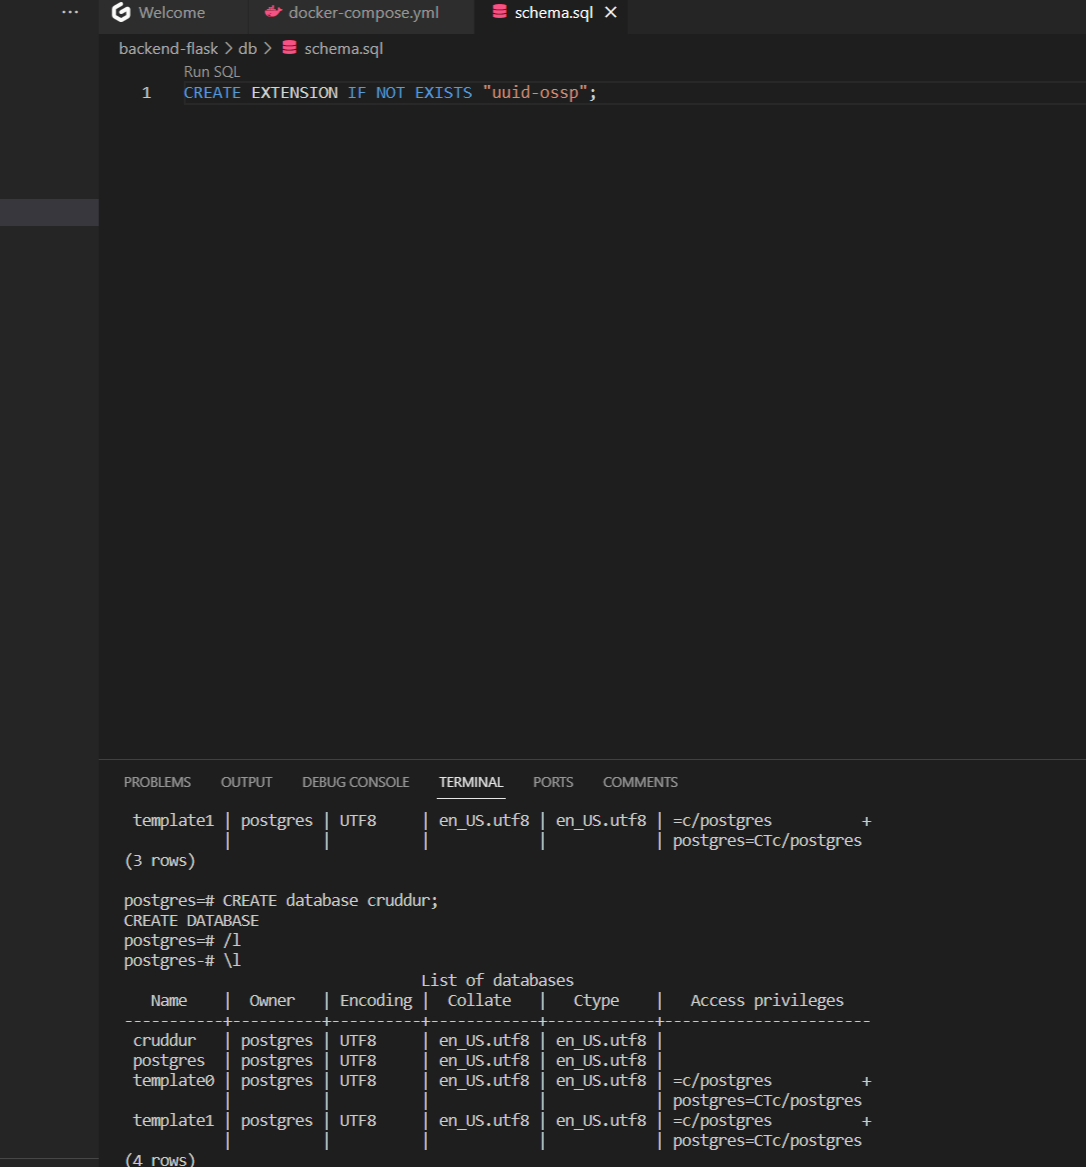 ··· Welcome docker-compose.yml schema.sql ×
backend-flask > db > schema.sql
Run SQL
1 CREATE EXTENSION IF NOT EXISTS "uuid-ossp";
PROBLEMS OUTPUT DEBUG CONSOLE TERMINAL PORTS COMMENTS
 template1 | postgres | UTF8     | en_US.utf8 | en_US.utf8 | =c/postgres          +
           |          |          |            |            | postgres=CTc/postgres
(3 rows)
postgres=# CREATE database cruddur;
CREATE DATABASE
postgres=# /l
postgres-# \l
                                 List of databases
   Name    |  Owner   | Encoding |  Collate   |   Ctype    |   Access privileges
-----------+----------+----------+------------+------------+-----------------------
 cruddur   | postgres | UTF8     | en_US.utf8 | en_US.utf8 |
 postgres  | postgres | UTF8     | en_US.utf8 | en_US.utf8 |
 template0 | postgres | UTF8     | en_US.utf8 | en_US.utf8 | =c/postgres          +
           |          |          |            |            | postgres=CTc/postgres
 template1 | postgres | UTF8     | en_US.utf8 | en_US.utf8 | =c/postgres          +
           |          |          |            |            | postgres=CTc/postgres
(4 rows)